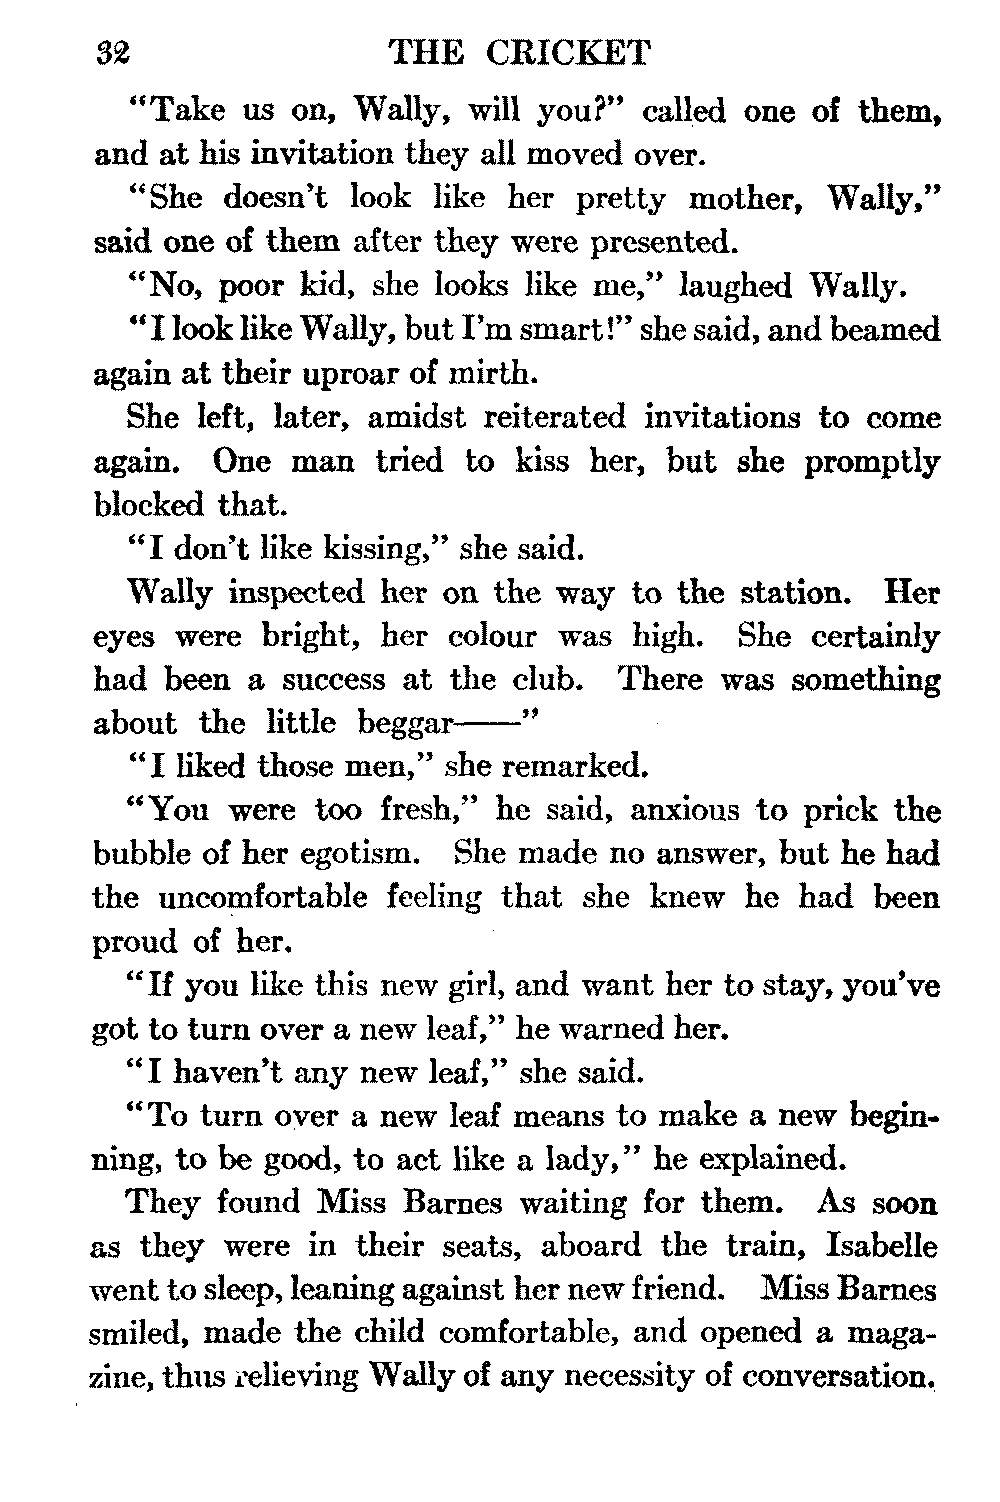 32 THE CRICKET
“Take us on, Wally, will you?” called one of them,
and at his invitation they all moved over.
“She doesn’t look like her pretty mother, Wally,”
said one of them after they were presented.
“No, poor kid, she looks like me,” laughed Wally.
“I look like Wally, but I’m smart!” she said, and beamed
again at their uproar of mirth.
She left, later, amidst reiterated invitations to come
again. One man tried to kiss her, but she promptly
blocked that.
“I don’t like kissing,” she said.
Wally inspected her on the way to the station. Her
eyes were bright, her colour was high. She certainly
had been a success at the club. There was something
about the little beggar——”
“I liked those men,” she remarked.
“You were too fresh,” he said, anxious to prick the
bubble of her egotism. She made no answer, but he had
the uncomfortable feeling that she knew he had been
proud of her.
“If you like this new girl, and want her to stay, you’ve
got to turn over a new leaf,” he warned her.
“I haven’t any new leaf,” she said.
“To turn over a new leaf means to make a new begin-
ning, to be good, to act like a lady,” he explained.
They found Miss Barnes waiting for them. As soon
as they were in their seats, aboard the train, Isabelle
went to sleep, leaning against her new friend. Miss Barnes
smiled, made the child comfortable, and opened a maga-
zine, thus relieving Wally of any necessity of conversation.